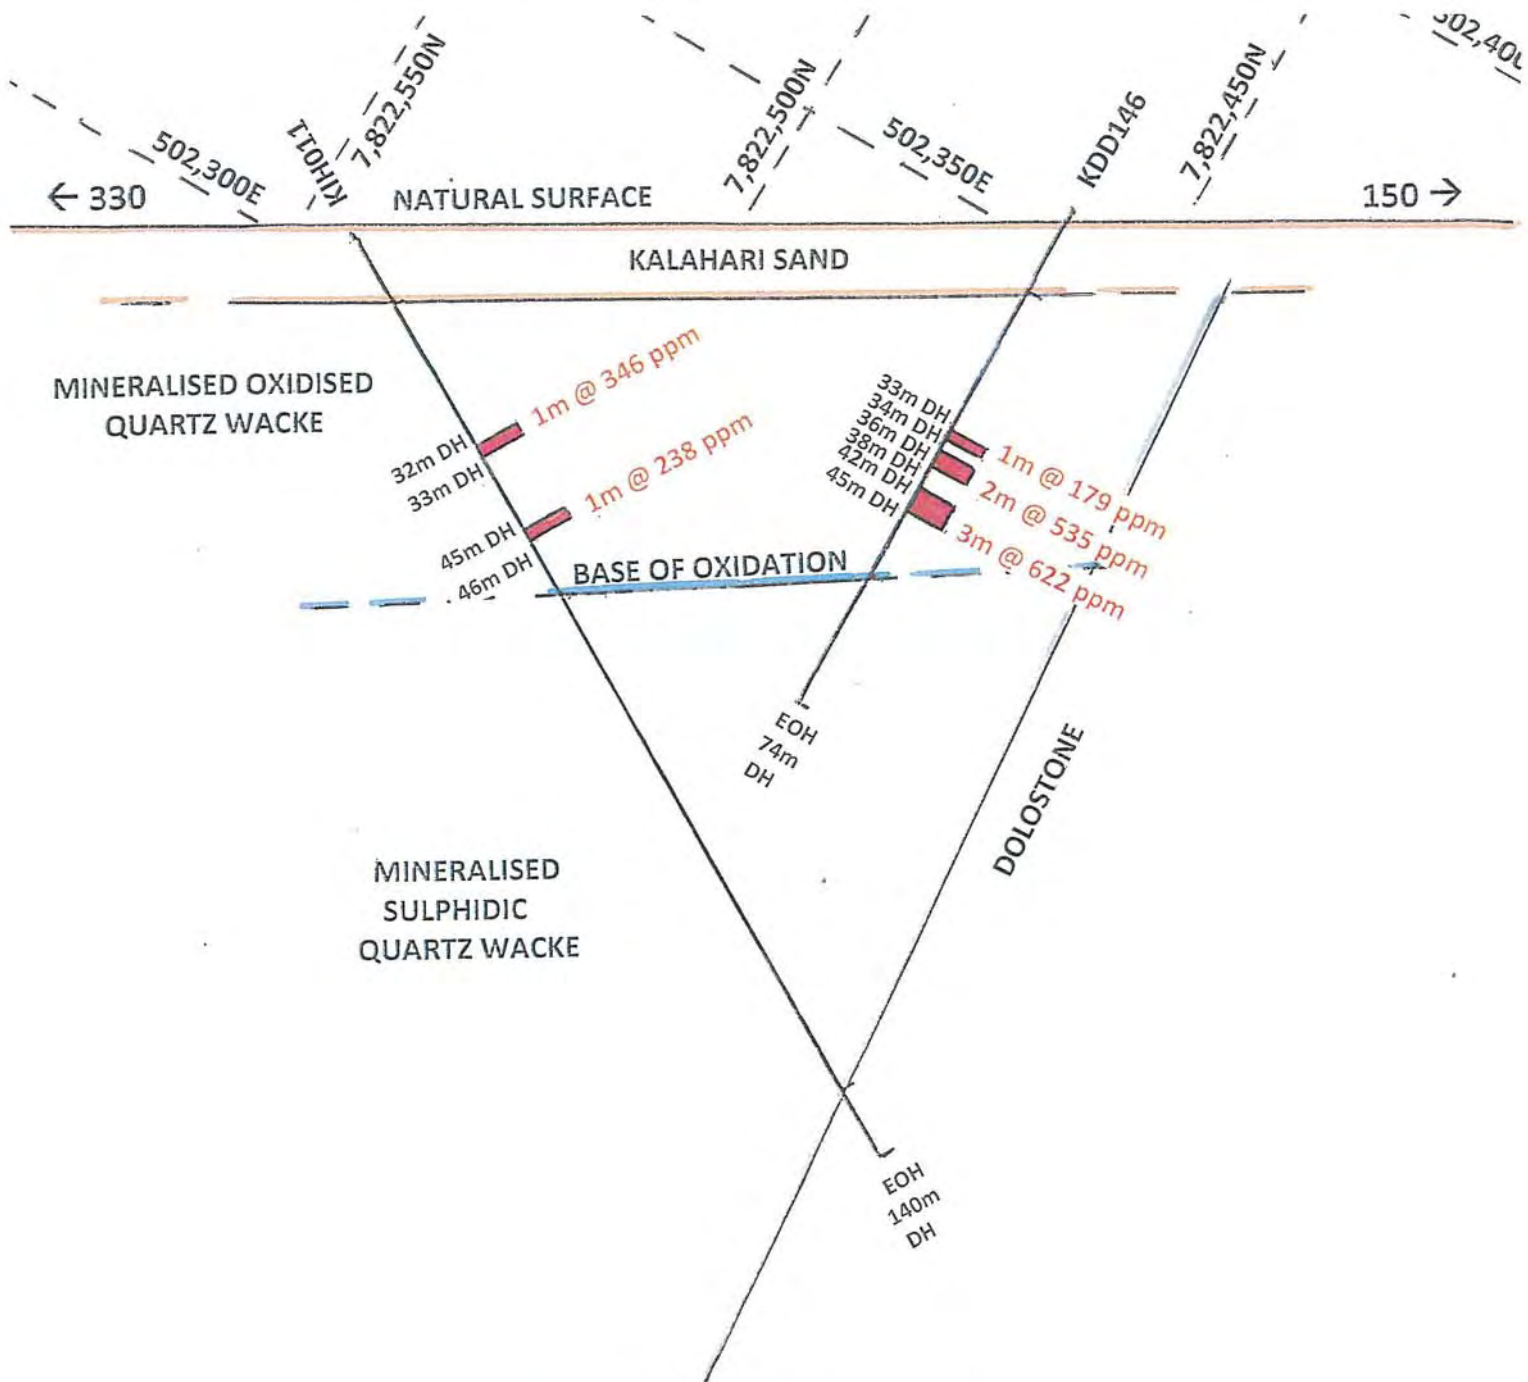 502,300E
KIH011
7,822,550N
7,822,500N
502,350E
KDD146
7,822,450N
← 330
NATURAL SURFACE
150 →
KALAHARI SAND
MINERALISED OXIDISED
QUARTZ WACKE
32m DH
33m DH
1m @ 346 ppm
45m DH
46m DH
1m @ 238 ppm
33m DH
34m DH
36m DH
38m DH
42m DH
45m DH
1m @ 179 ppm
2m @ 535 ppm
3m @ 622 ppm
BASE OF OXIDATION
EOH
74m
DH
DOLOSTONE
MINERALISED
SULPHIDIC
QUARTZ WACKE
EOH
140m
DH